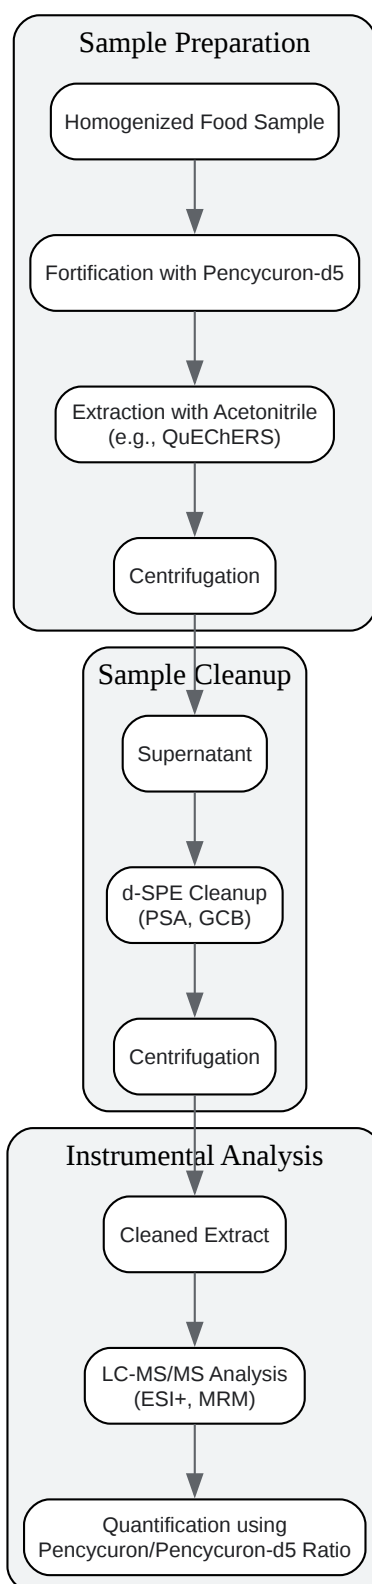 Sample Preparation
Homogenized Food Sample
Fortification with Pencycuron-d5
Extraction with Acetonitrile
(e.g., QuEChERS)
Centrifugation
Sample Cleanup
Supernatant
d-SPE Cleanup
(PSA, GCB)
Centrifugation
Instrumental Analysis
Cleaned Extract
LC-MS/MS Analysis
(ESI+, MRM)
Quantification using
Pencycuron/Pencycuron-d5 Ratio